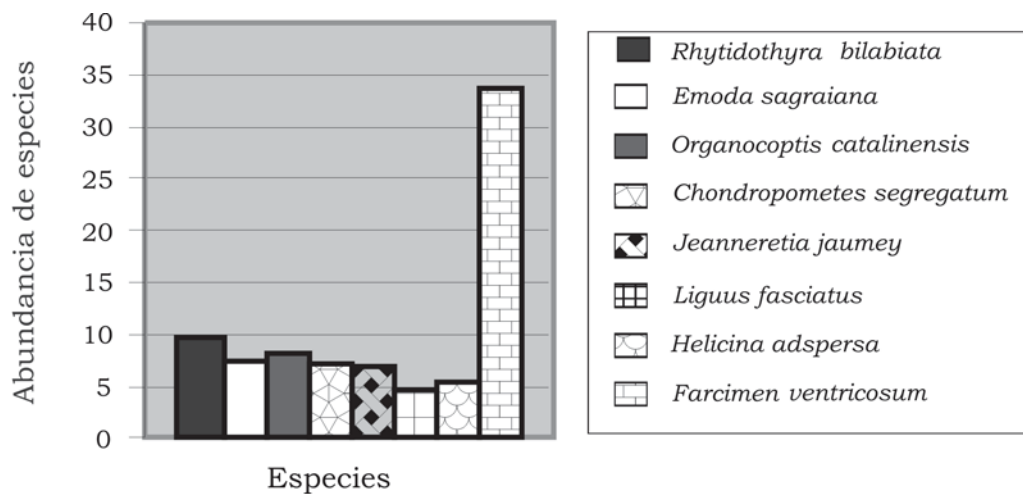 Abundancia de especies
40
35
30
25
20
15
10
5
0
Especies
Rhytidothyra bilabiata
Emoda sagraiana
Organocoptis catalinensis
Chondropometes segregatum
Jeanneretia jaumey
Liguus fasciatus
Helicina adspersa
Farcimen ventricosum